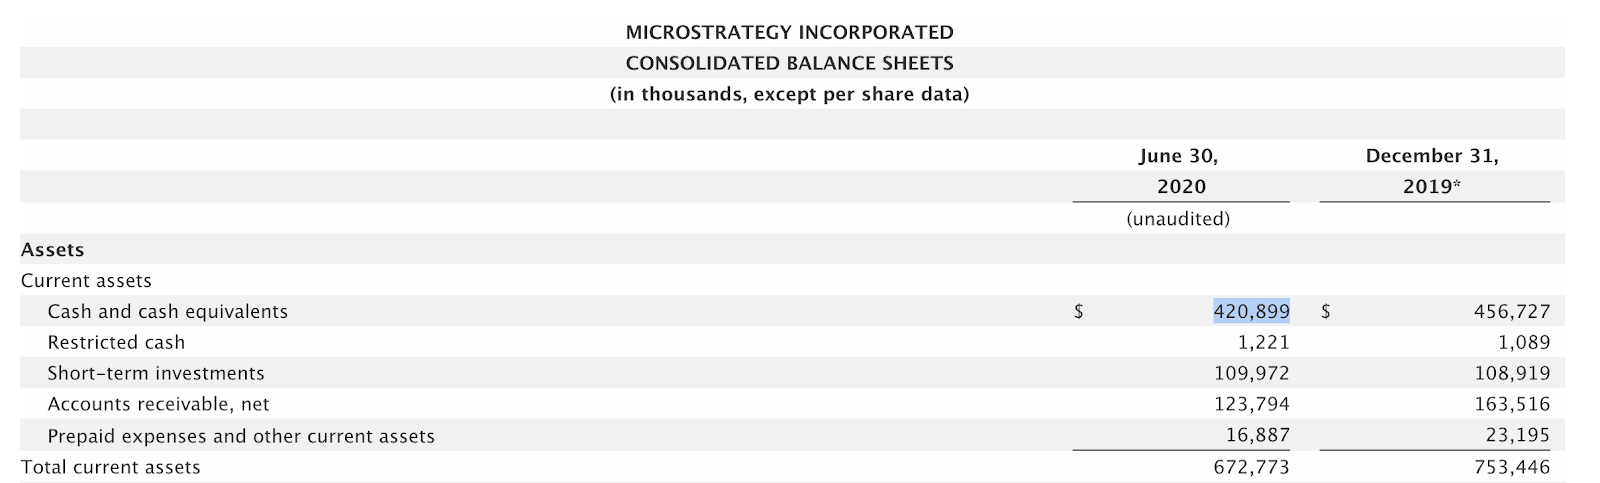 MICROSTRATEGY INCORPORATED
CONSOLIDATED BALANCE SHEETS
(in thousands, except per share data)
June 30, December 31,
2020 2019*
(unaudited)
Assets
Current assets
Cash and cash equivalents $ 420,899 $ 456,727
Restricted cash 1,221 1,089
Short-term investments 109,972 108,919
Accounts receivable, net 123,794 163,516
Prepaid expenses and other current assets 16,887 23,195
Total current assets 672,773 753,446